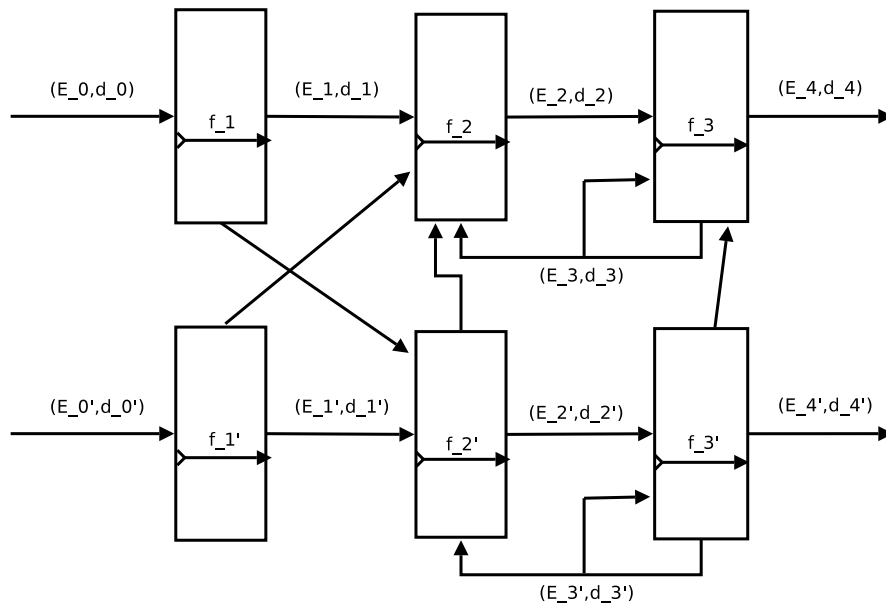 (E_0,d_0)
(E_1,d_1)
(E_2,d_2)
(E_4,d_4)
f_1
f_2
f_3
(E_3,d_3)
(E_0',d_0')
(E_1',d_1')
(E_2',d_2')
(E_4',d_4')
f_1'
f_2'
f_3'
(E_3',d_3')